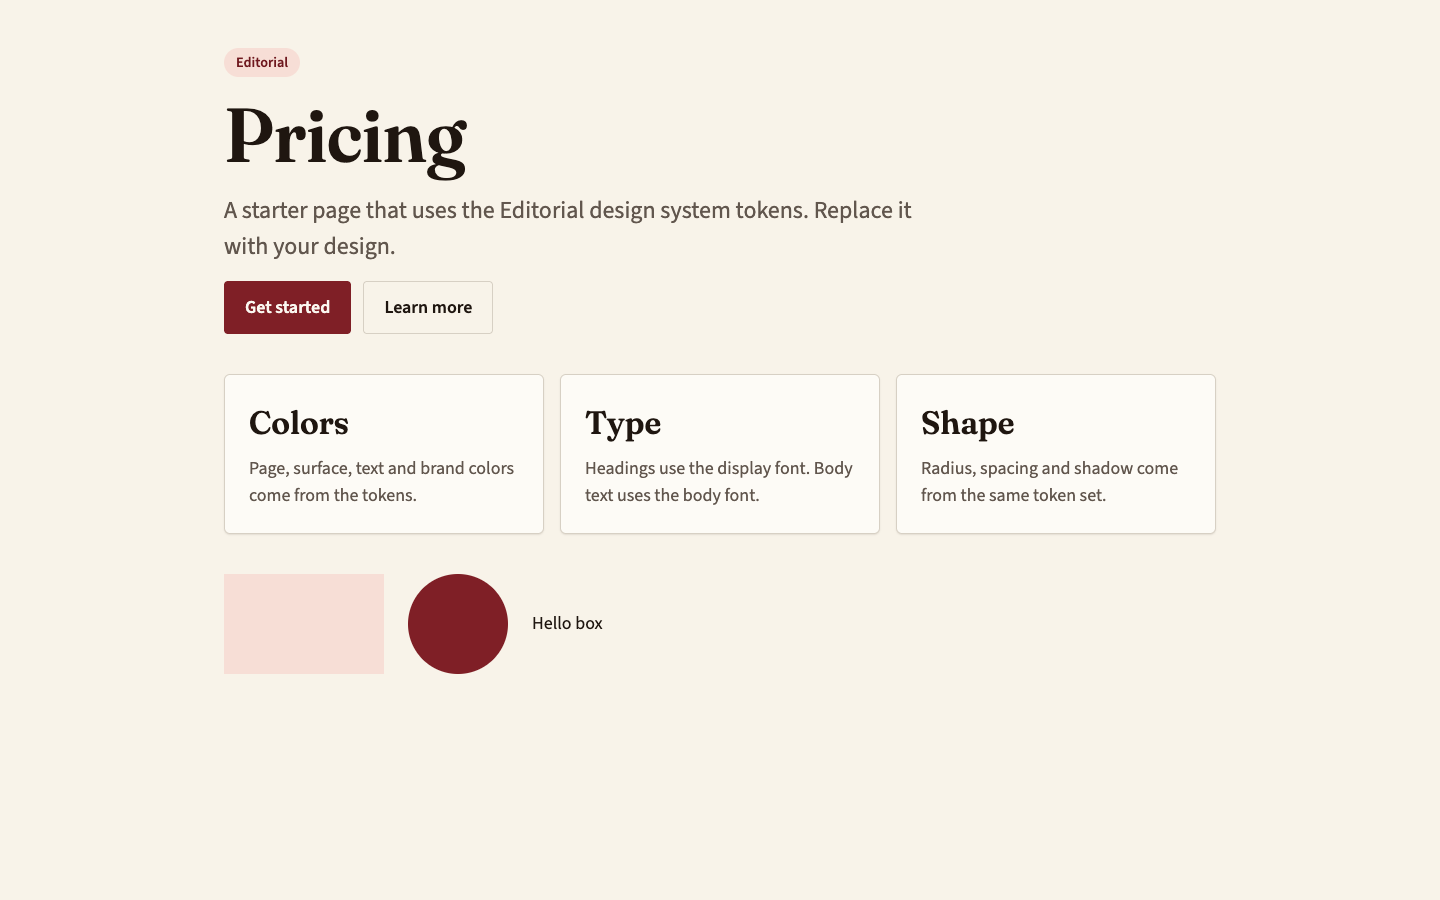 Editorial
Pricing
A starter page that uses the Editorial design system tokens. Replace it
with your design.
Get started
Learn more
Colors
Page, surface, text and brand colors
come from the tokens.
Type
Headings use the display font. Body
text uses the body font.
Shape
Radius, spacing and shadow come
from the same token set.
Hello box